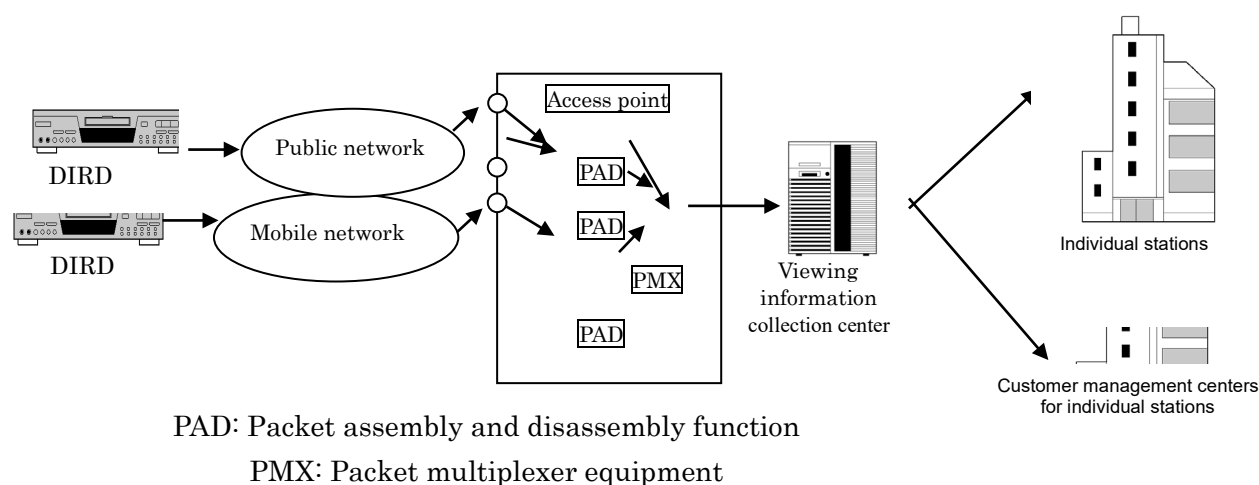 Access point
DIRD
Public network
PAD
DIRD
Mobile network
PAD
PMX
PAD
Viewing
information
collection center
Individual stations
Customer management centers
for individual stations
PAD: Packet assembly and disassembly function
PMX: Packet multiplexer equipment